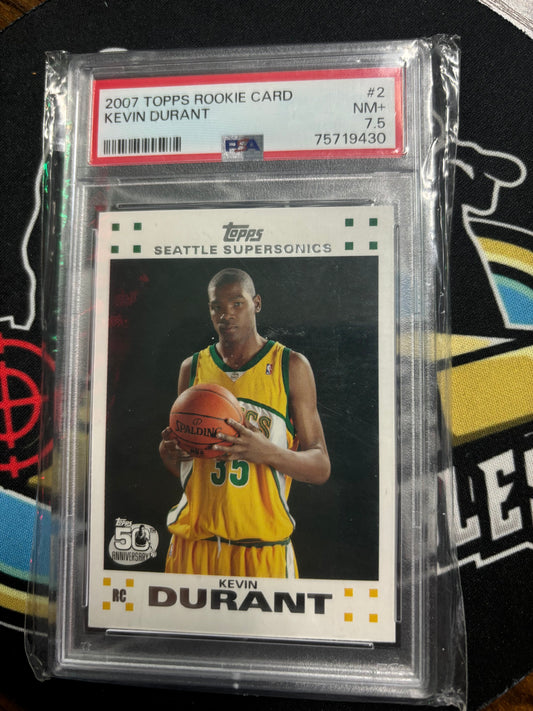 2007 TOPPS ROOKIE CARD #2
KEVIN DURANT NM+
7.5
PSA 75719430
Topps
SEATTLE SUPERSONICS
SPALDING
35
Topps
50
ANNIVERSARY
RC
KEVIN
DURANT